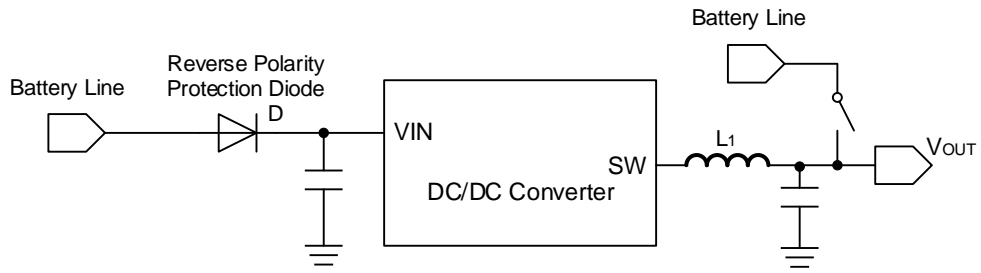 Battery Line
Reverse Polarity
Protection Diode
D
Battery Line
VIN
SW
DC/DC Converter
L1
VOUT